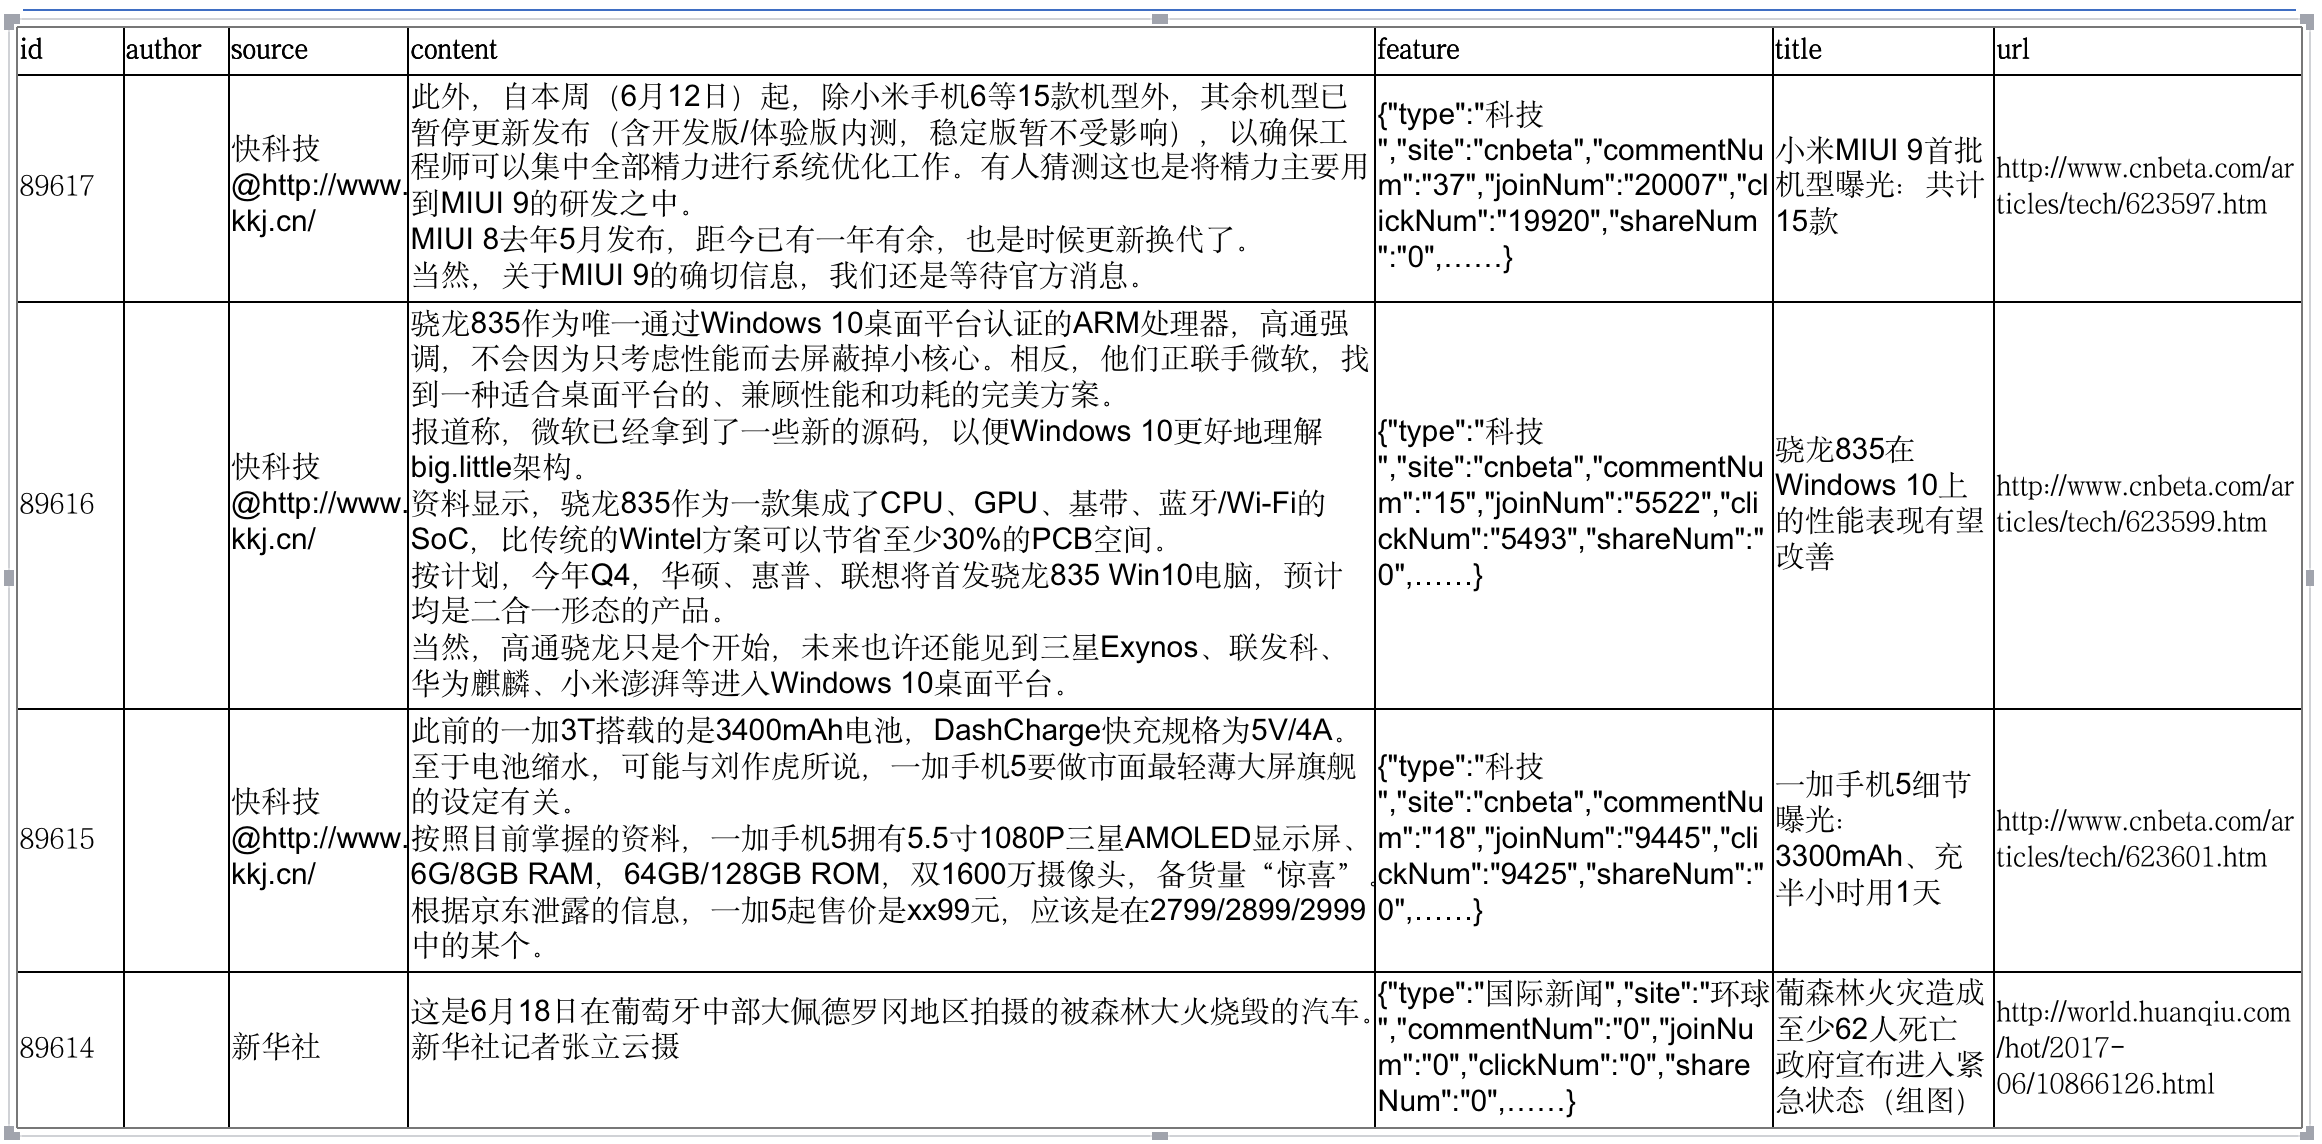 id
author
source
content
feature
title
url
89617
快科技
@http://www.
kkj.cn/
此外，自本周（6月12日）起，除小米手机6等15款机型外，其余机型已
暂停更新发布（含开发版/体验版内测，稳定版暂不受影响），以确保工
程师可以集中全部精力进行系统优化工作。有人猜测这也是将精力主要用
到MIUI 9的研发之中。
MIUI 8去年5月发布，距今已有一年有余，也是时候更新换代了。
当然，关于MIUI 9的确切信息，我们还是等待官方消息。
{"type":"科技
","site":"cnbeta","commentNu
m":"37","joinNum":"20007","cl
ickNum":"19920","shareNum
":"0",……}
小米MIUI 9首批
机型曝光：共计
15款
http://www.cnbeta.com/ar
ticles/tech/623597.htm
89616
快科技
@http://www.
kkj.cn/
骁龙835作为唯一通过Windows 10桌面平台认证的ARM处理器，高通强
调，不会因为只考虑性能而去屏蔽掉小核心。相反，他们正联手微软，找
到一种适合桌面平台的、兼顾性能和功耗的完美方案。
报道称，微软已经拿到了一些新的源码，以便Windows 10更好地理解
big.little架构。
资料显示，骁龙835作为一款集成了CPU、GPU、基带、蓝牙/Wi-Fi的
SoC，比传统的Wintel方案可以节省至少30%的PCB空间。
按计划，今年Q4，华硕、惠普、联想将首发骁龙835 Win10电脑，预计
均是二合一形态的产品。
当然，高通骁龙只是个开始，未来也许还能见到三星Exynos、联发科、
华为麒麟、小米澎湃等进入Windows 10桌面平台。
{"type":"科技
","site":"cnbeta","commentNu
m":"15","joinNum":"5522","cli
ckNum":"5493","shareNum":"
0",……}
骁龙835在
Windows 10上
的性能表现有望
改善
http://www.cnbeta.com/ar
ticles/tech/623599.htm
89615
快科技
@http://www.
kkj.cn/
此前的一加3T搭载的是3400mAh电池，DashCharge快充规格为5V/4A。
至于电池缩水，可能与刘作虎所说，一加手机5要做市面最轻薄大屏旗舰
的设定有关。
按照目前掌握的资料，一加手机5拥有5.5寸1080P三星AMOLED显示屏、
6G/8GB RAM，64GB/128GB ROM，双1600万摄像头，备货量“惊喜”。
根据京东泄露的信息，一加5起售价是xx99元，应该是在2799/2899/2999
中的某个。
{"type":"科技
","site":"cnbeta","commentNu
m":"18","joinNum":"9445","cli
ckNum":"9425","shareNum":"
0",……}
一加手机5细节
曝光：
3300mAh、充
半小时用1天
http://www.cnbeta.com/ar
ticles/tech/623601.htm
89614
新华社
这是6月18日在葡萄牙中部大佩德罗冈地区拍摄的被森林大火烧毁的汽车。
新华社记者张立云摄
{"type":"国际新闻","site":"环球
","commentNum":"0","joinNu
m":"0","clickNum":"0","share
Num":"0",……}
葡森林火灾造成
至少62人死亡
政府宣布进入紧
急状态（组图）
http://world.huanqiu.com
/hot/2017-
06/10866126.html